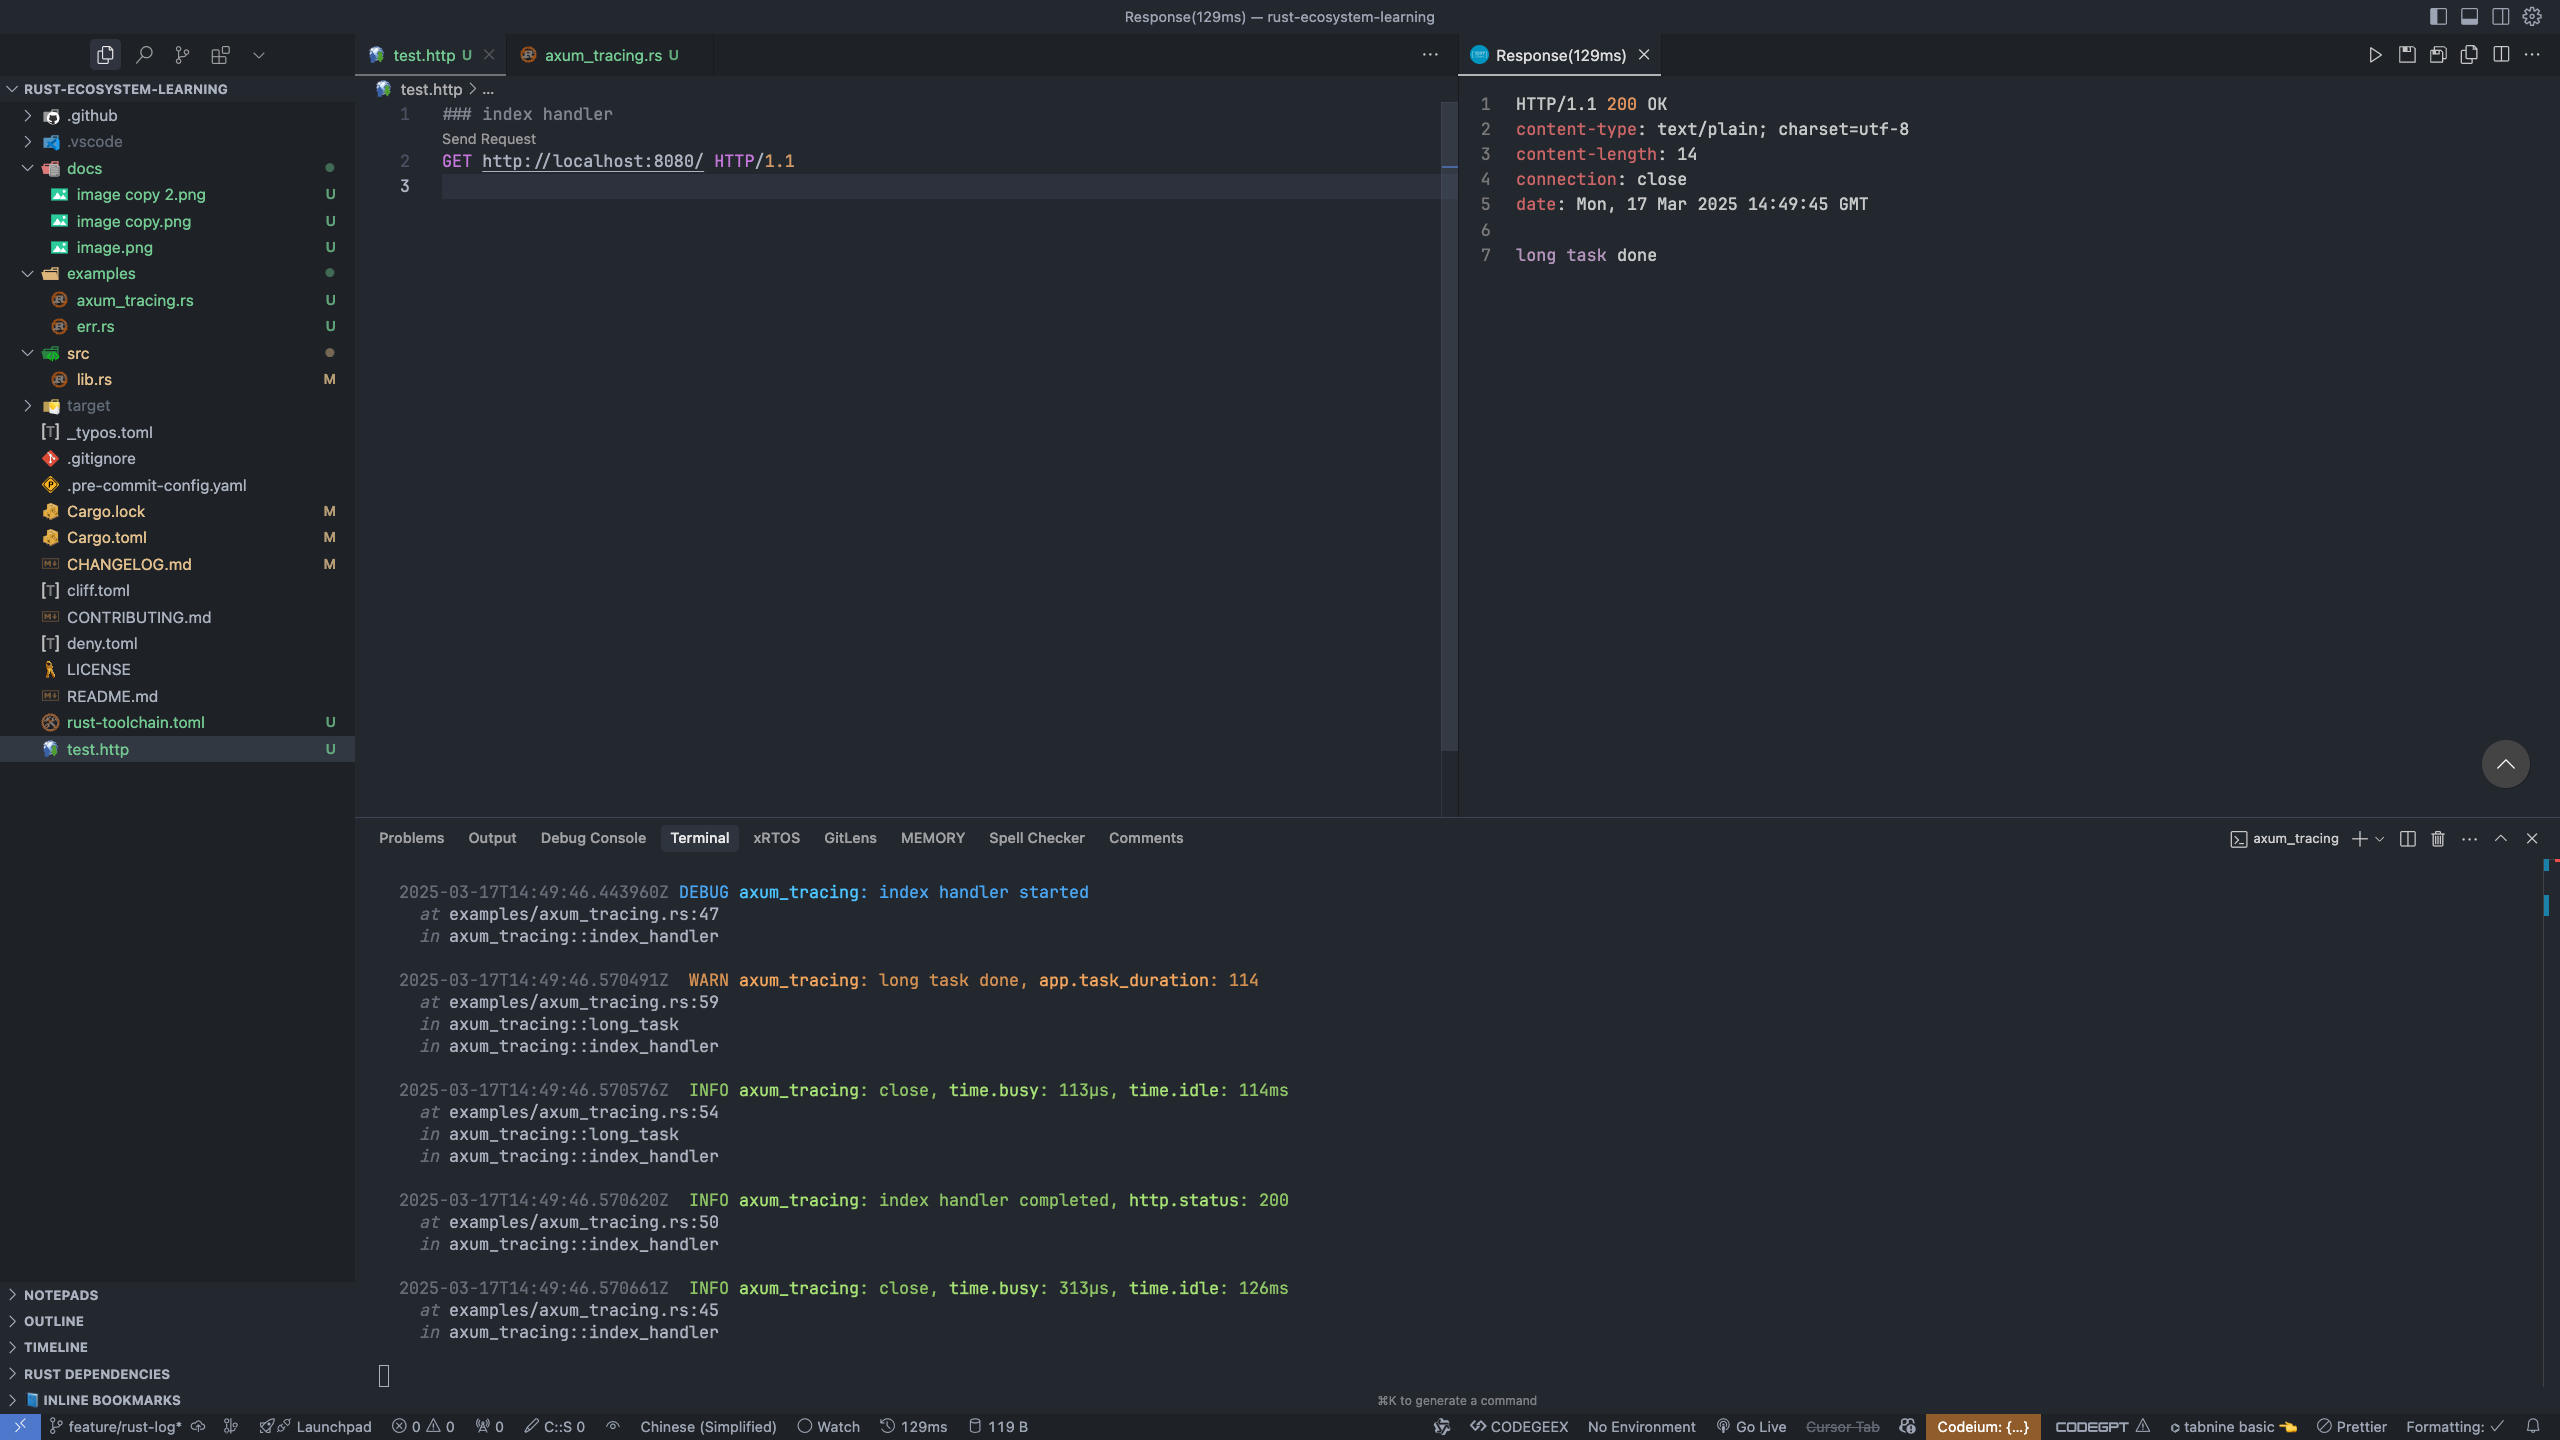 Response(129ms) — rust-ecosystem-learning
RUST-ECOSYSTEM-LEARNING
.github
.vscode
docs
image copy 2.png U
image copy.png U
image.png U
examples
axum_tracing.rs U
err.rs U
src
lib.rs M
target
_typos.toml
.gitignore
.pre-commit-config.yaml
Cargo.lock M
Cargo.toml M
CHANGELOG.md M
cliff.toml
CONTRIBUTING.md
deny.toml
LICENSE
README.md
rust-toolchain.toml U
test.http U
NOTEPADS
OUTLINE
TIMELINE
RUST DEPENDENCIES
INLINE BOOKMARKS
test.http U
axum_tracing.rs U
test.http > ...
1 ### index handler
Send Request
2 GET http://localhost:8080/ HTTP/1.1
3
Response(129ms)
1 HTTP/1.1 200 OK
2 content-type: text/plain; charset=utf-8
3 content-length: 14
4 connection: close
5 date: Mon, 17 Mar 2025 14:49:45 GMT
6
7 long task done
Problems Output Debug Console Terminal xRTOS GitLens MEMORY Spell Checker Comments
axum_tracing
2025-03-17T14:49:46.443960Z DEBUG axum_tracing: index handler started
at examples/axum_tracing.rs:47
in axum_tracing::index_handler
2025-03-17T14:49:46.570491Z WARN axum_tracing: long task done, app.task_duration: 114
at examples/axum_tracing.rs:59
in axum_tracing::long_task
in axum_tracing::index_handler
2025-03-17T14:49:46.570576Z INFO axum_tracing: close, time.busy: 113µs, time.idle: 114ms
at examples/axum_tracing.rs:54
in axum_tracing::long_task
in axum_tracing::index_handler
2025-03-17T14:49:46.570620Z INFO axum_tracing: index handler completed, http.status: 200
at examples/axum_tracing.rs:50
in axum_tracing::index_handler
2025-03-17T14:49:46.570661Z INFO axum_tracing: close, time.busy: 313µs, time.idle: 126ms
at examples/axum_tracing.rs:45
in axum_tracing::index_handler
⌘K to generate a command
feature/rust-log* Launchpad 0 0 0 C::S 0 Chinese (Simplified) Watch 129ms 119 B CODEGEEX No Environment Go Live Cursor Tab Codeium: {...} CODEGPT tabnine basic Prettier Formatting: ✓